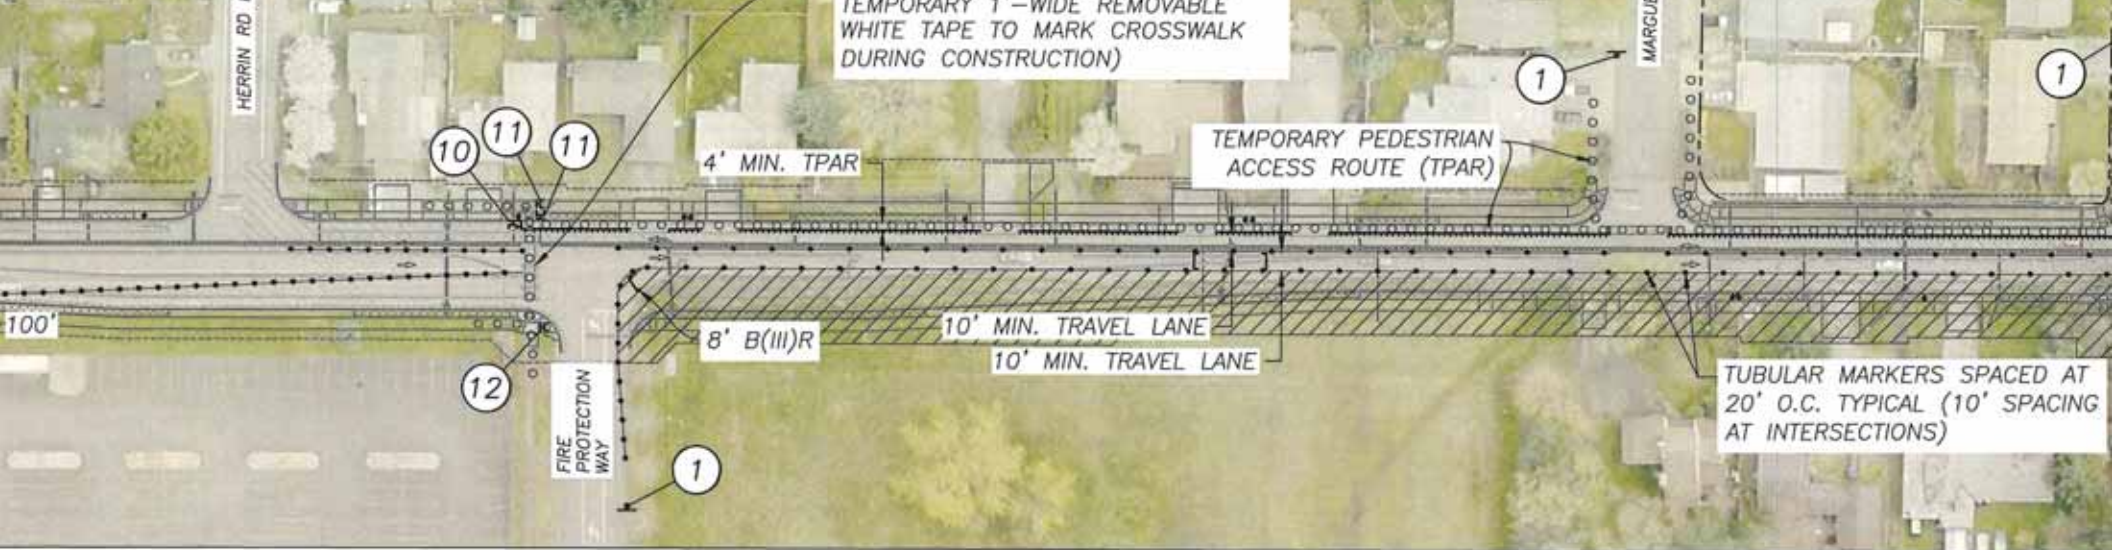 TEMPORARY 1'-WIDE REMOVABLE
WHITE TAPE TO MARK CROSSWALK
DURING CONSTRUCTION)
HERRIN RD
MARGUE
1
1
10
11
11
4' MIN. TPAR
TEMPORARY PEDESTRIAN
ACCESS ROUTE (TPAR)
100'
8' B(III)R
10' MIN. TRAVEL LANE
10' MIN. TRAVEL LANE
12
FIRE
PROTECTION
WAY
1
TUBULAR MARKERS SPACED AT
20' O.C. TYPICAL (10' SPACING
AT INTERSECTIONS)